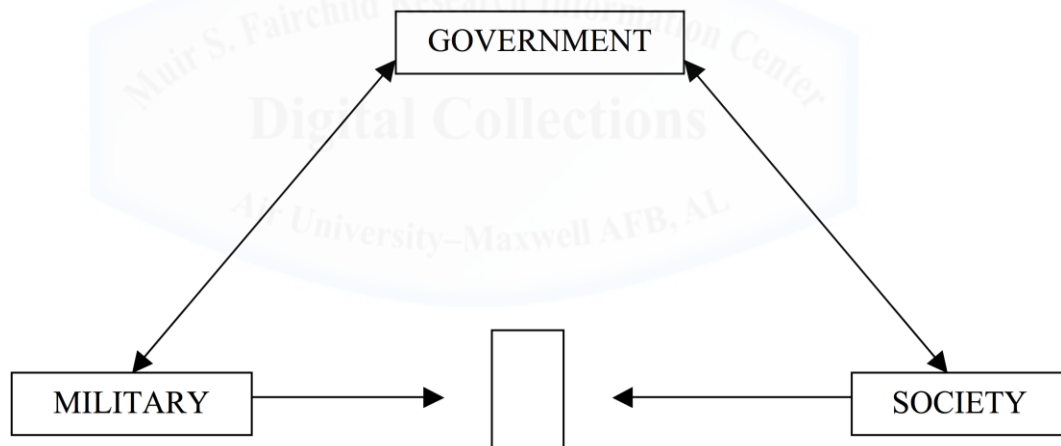 Muir S. Fairchild Research Information Center
GOVERNMENT
Digital Collections
Air University–Maxwell AFB, AL
MILITARY
SOCIETY